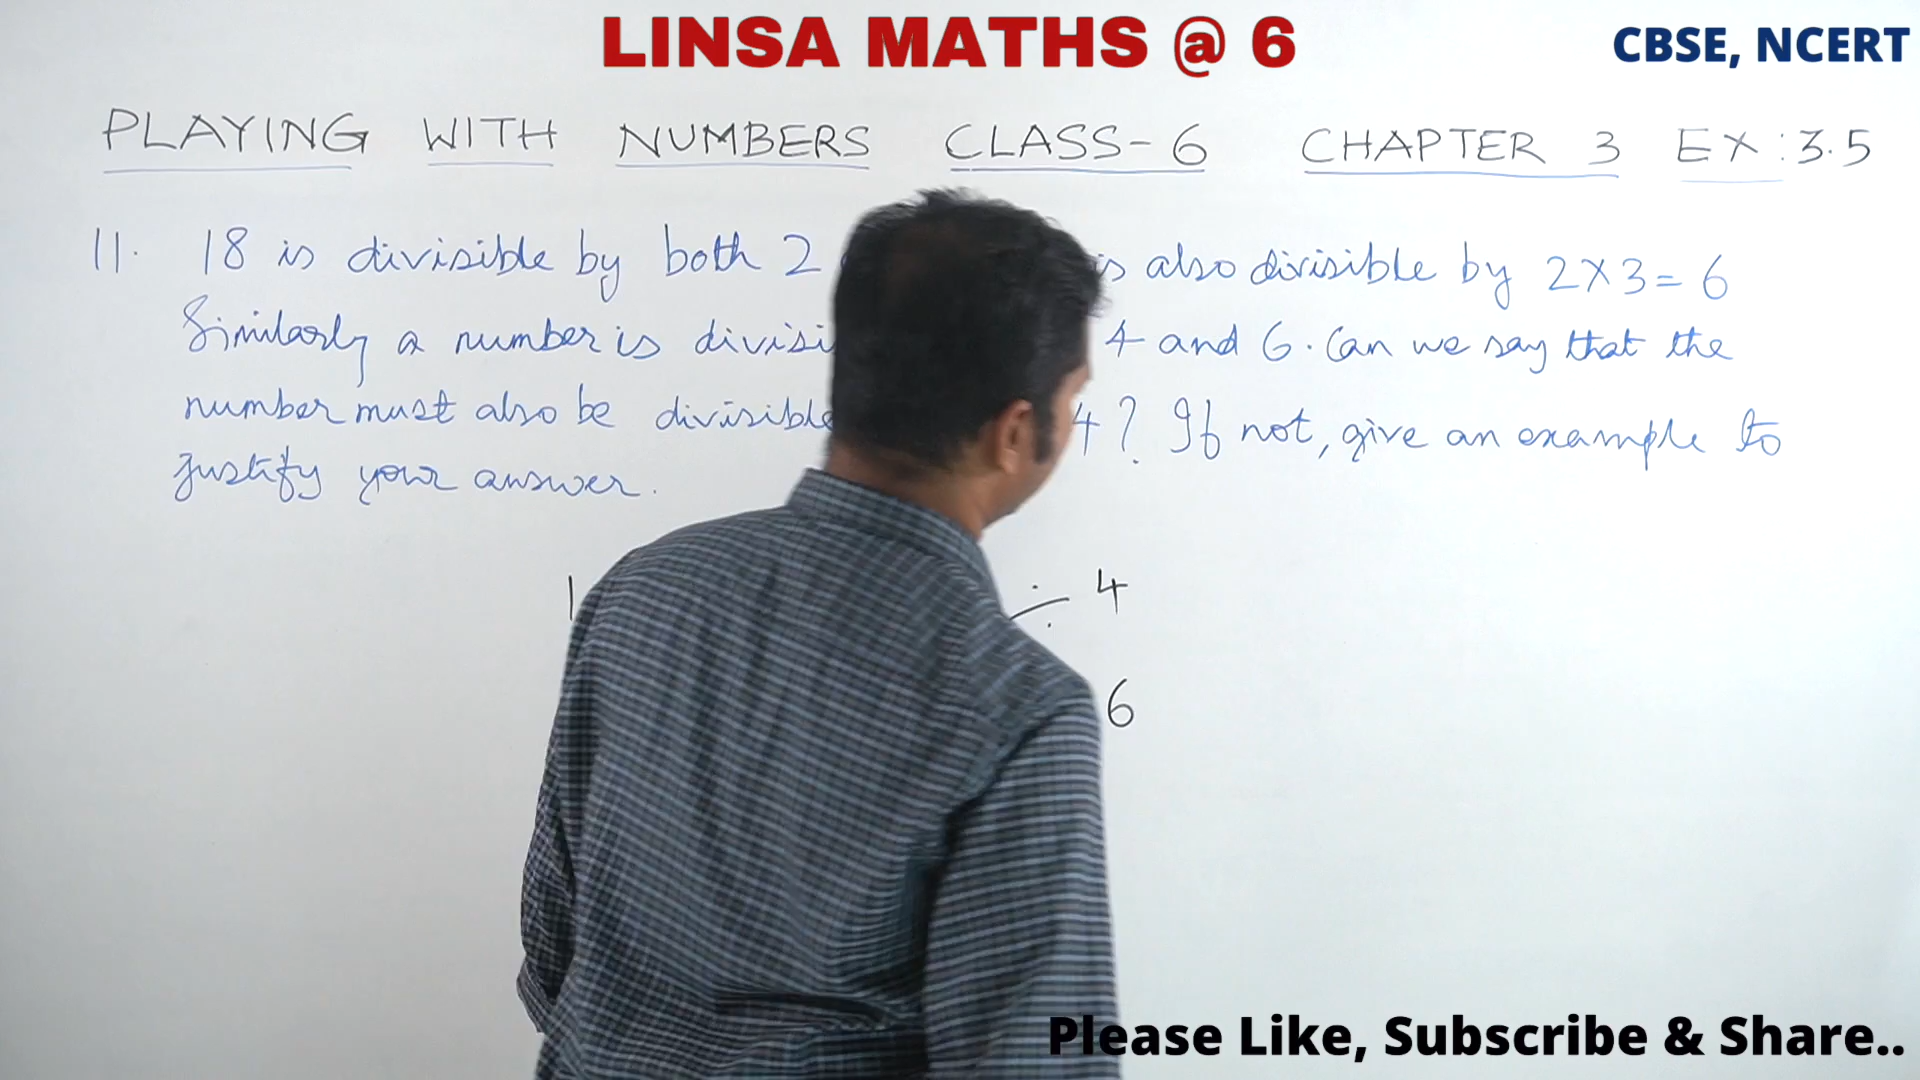 LINSA MATHS @ 6
CBSE, NCERT
PLAYING WITH NUMBERS CLASS-6 CHAPTER 3 EX:3.5
11. 18 is divisible by both 2 is also divisible by 2X3=6
Similarly a number is 4 and 6. Can we say that the
number must also be divisible 4? If not, give an example to
justify your answer.
÷ 4
6
Please Like, Subscribe & Share..